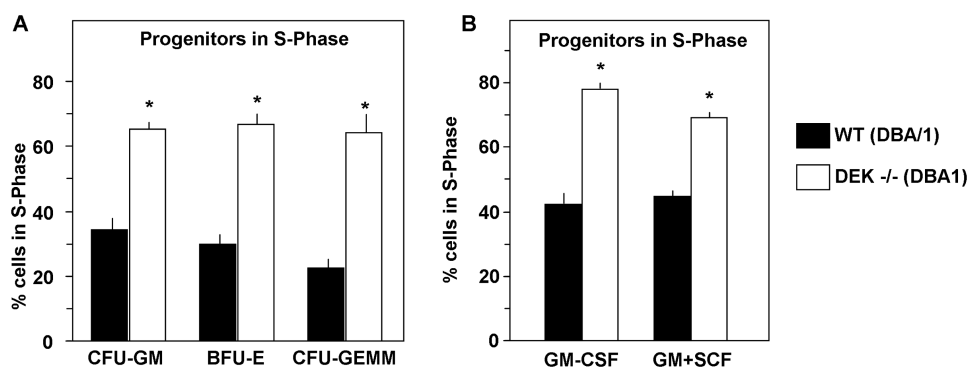 A
Progenitors in S-Phase
% cells in S-Phase
80
60
40
20
0
*
*
*
CFU-GM BFU-E CFU-GEMM
B
Progenitors in S-Phase
% cells in S-Phase
80
60
40
20
0
*
*
GM-CSF GM+SCF
WT (DBA/1)
DEK -/- (DBA1)